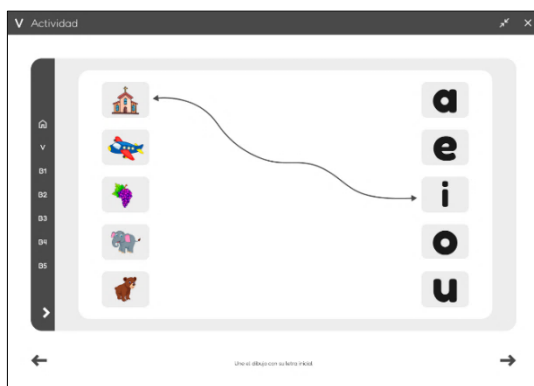 V Actividad
a
e
V
B1
i
B2
B3
o
B4
B5
u
Une el dibujo con su letra inicial.